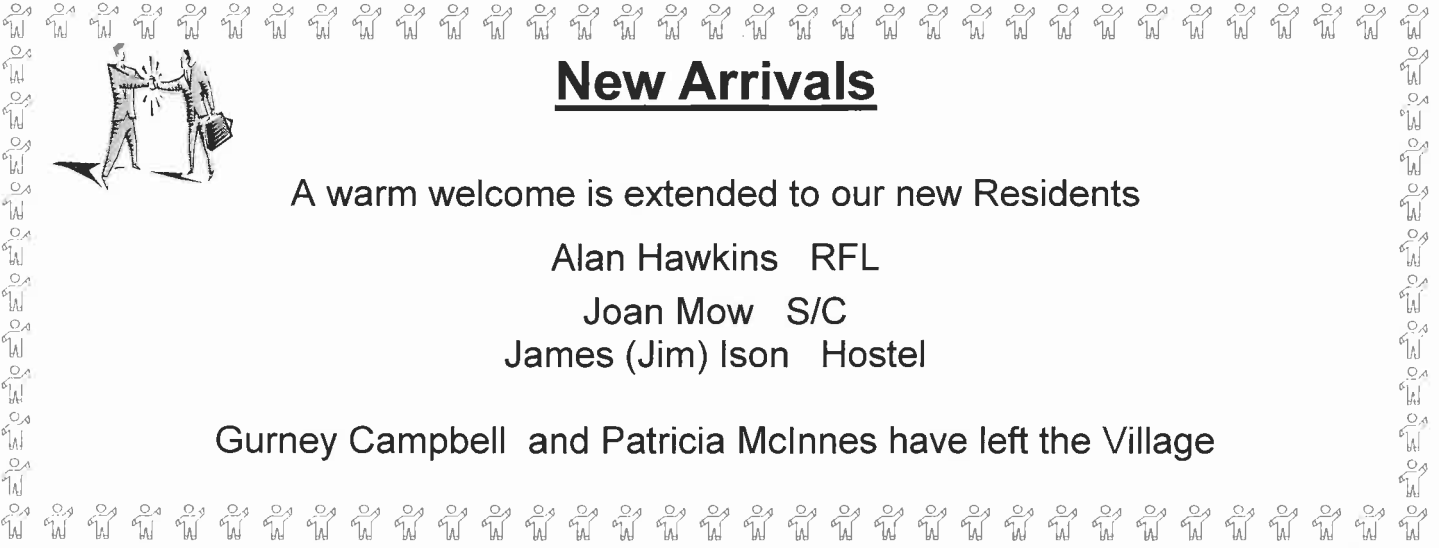 New Arrivals
A warm welcome is extended to our new Residents
Alan Hawkins RFL
Joan Mow S/C
James (Jim) Ison Hostel
Gurney Campbell and Patricia McInnes have left the Village